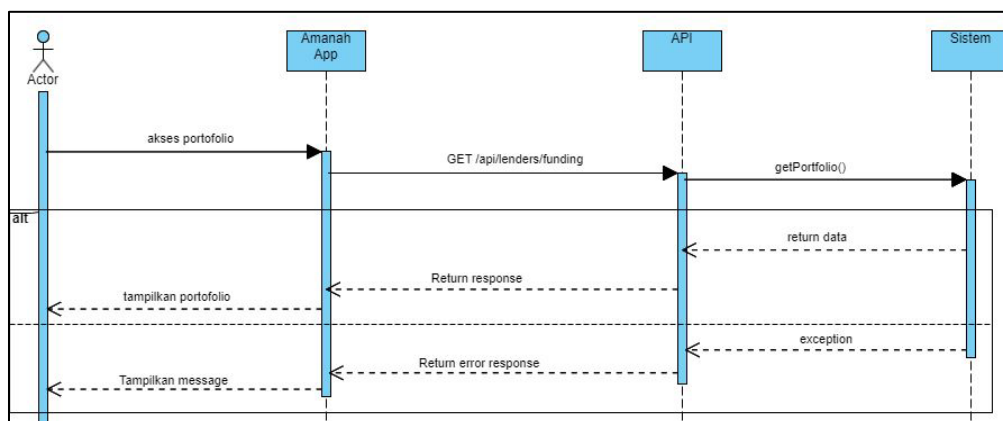 Actor
Amanah
App
API
Sistem
akses portofolio
GET /api/lenders/funding
getPortfolio()
alt
return data
Return response
tampilkan portofolio
exception
Return error response
Tampilkan message